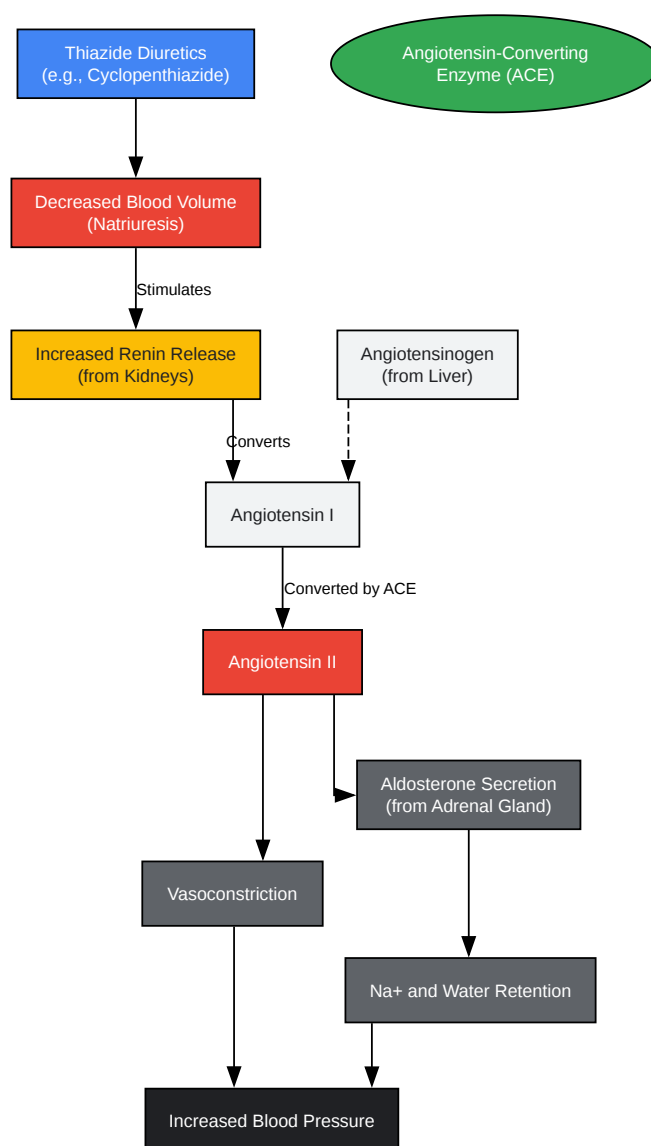 Thiazide Diuretics
(e.g., Cyclopenthiazide)
Angiotensin-Converting
Enzyme (ACE)
Decreased Blood Volume
(Natriuresis)
Stimulates
Increased Renin Release
(from Kidneys)
Angiotensinogen
(from Liver)
Converts
Angiotensin I
Converted by ACE
Angiotensin II
Aldosterone Secretion
(from Adrenal Gland)
Vasoconstriction
Na+ and Water Retention
Increased Blood Pressure